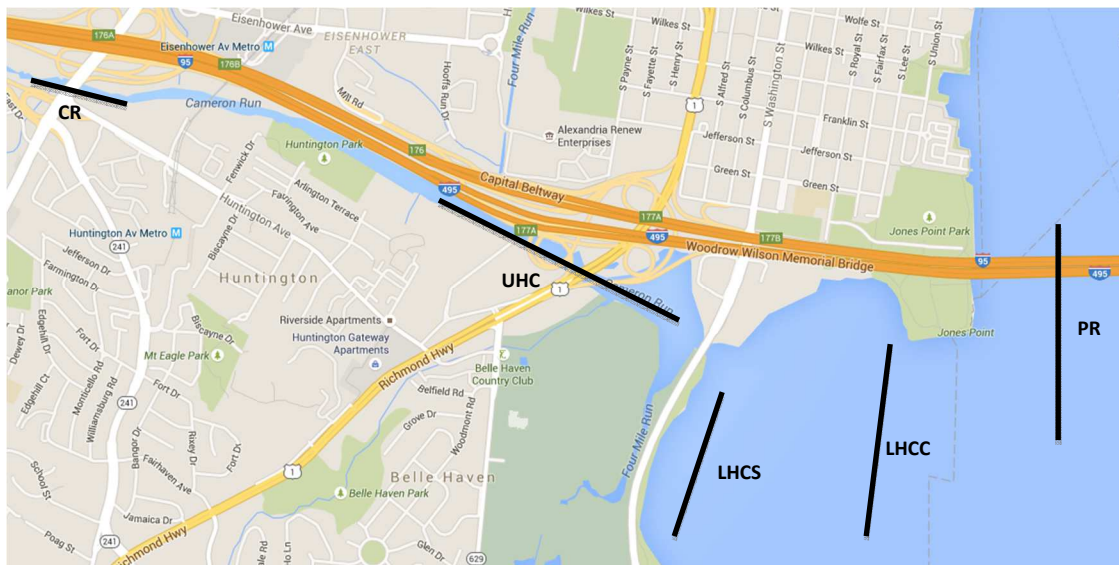 176A
Eisenhower Ave
Eisenhower Av Metro M
EISENHOWER
EAST
Wilkes St
Wilkes St
Wolfe St
Wilkes St
S Royal St
S Fairfax St
S Lee St
S Union St
95
176B
Four Mile Run
S Payne St
S Fayette St
S Henry St
1
S Alfred St
S Columbus St
S Washington St
Franklin St
East Dr
CR
Cameron Run
Mill Rd
Hooffs Run Dr
Alexandria Renew
Enterprises
Jefferson St
Jefferson St
Green St
Green St
Huntington Park
176
Capital Beltway
495
Fenwick Dr
Arlington Terrace
Farrington Ave
Biscayne Dr
Huntington Ave
Huntington Av Metro M
241
177A
177A
495
177B
Woodrow Wilson Memorial Bridge
Jones Point Park
95
495
Jefferson Dr
Farmington Dr
Huntington
UHC
1
Cameron Run
Manor Park
Edgehill Dr
Fort Dr
Biscayne Dr
Riverside Apartments
Huntington Gateway
Apartments
Jones Point
PR
Dewey Dr
Mt Eagle Park
Richmond Hwy
Belle Haven
Country Club
Edgehill Ct
Monticello Rd
Williamsburg Rd
Fort Dr
Belfield Rd
Grove Dr
Woodmont Rd
241
Bangor Dr
Rixey Dr
Fort Dr
Four Mile Run
LHCS
LHCC
School St
Fairhaven Ave
1
Belle Haven
Belle Haven Park
Jamaica Dr
Poag St
241
Richmond Hwy
Glen Dr
629